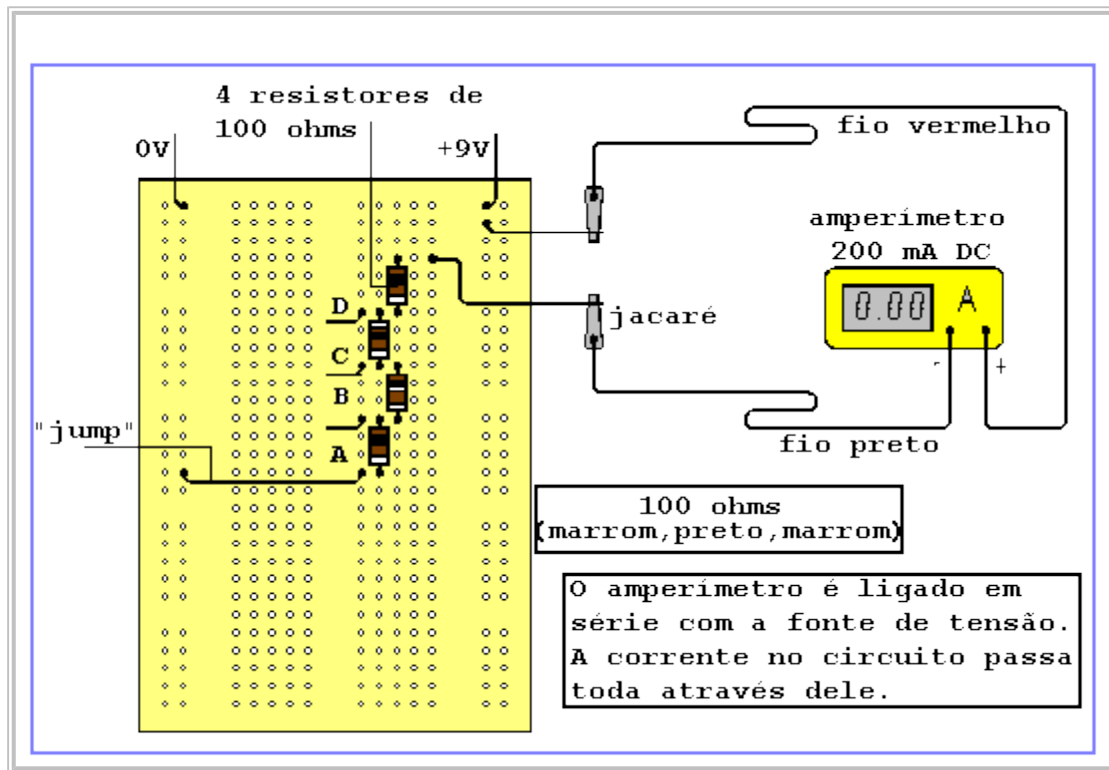 4 resistores de
100 ohms
0V
+9V
fio vermelho
amperímetro
200 mA DC
0.00
A
- +
jacaré
fio preto
D
C
B
A
"jump"
100 ohms
(marrom,preto,marrom)
O amperímetro é ligado em
série com a fonte de tensão.
A corrente no circuito passa
toda através dele.